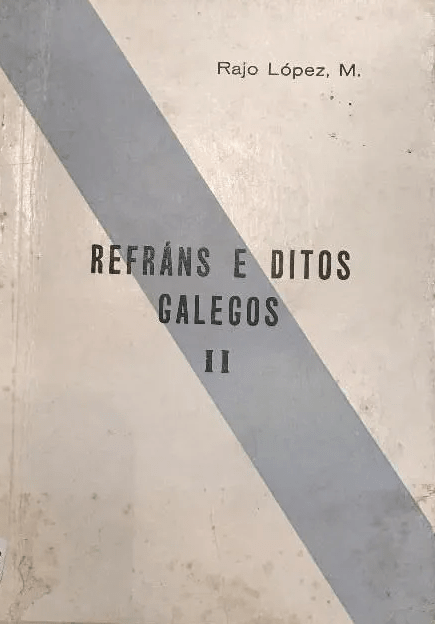 Rajo López, M.
REFRÁNS E DITOS
GALEGOS
II